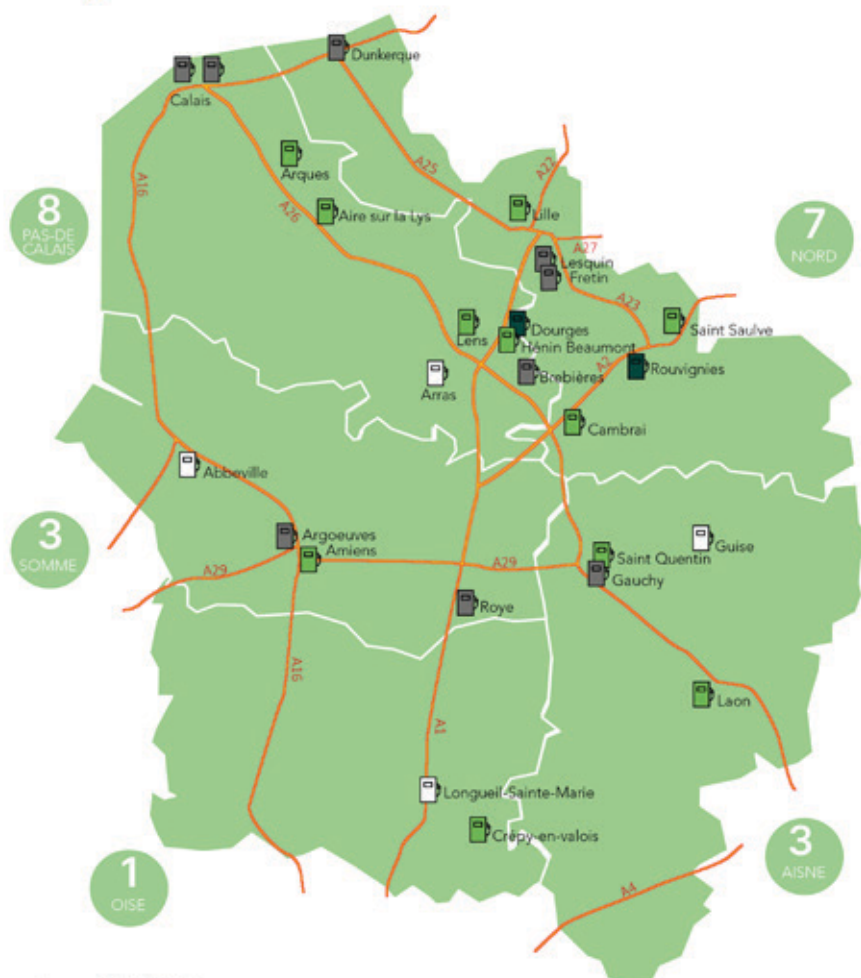 Dunkerque
Calais
A25
A22
Arques
A16
A26
Aire sur la Lys
Lille
8
PAS-DE
CALAIS
7
NORD
A27
Lesquin
Fretin
A23
Lens
Dourges
Saint Saulve
Hénin Beaumont
A2
Rouvignies
Brebières
Arras
Cambrai
Abbeville
3
SOMME
Argoeuves
Amiens
Guise
Saint Quentin
A29
A29
Gauchy
Roye
A16
Laon
A1
Longueil-Sainte-Marie
Crépy-en-valois
3
AISNE
1
OISE
A4